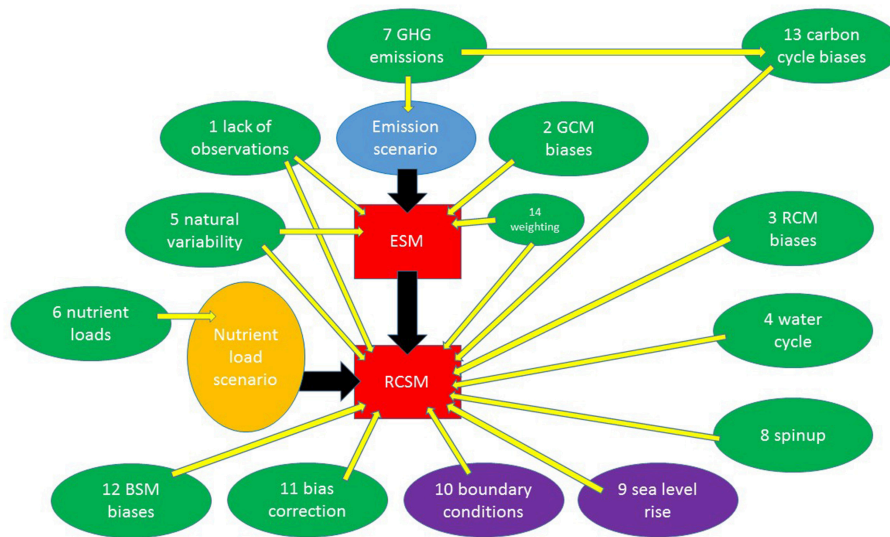 7 GHG
emissions
13 carbon
cycle biases
1 lack of
observations
Emission
scenario
2 GCM
biases
5 natural
variability
ESM
14
weighting
3 RCM
biases
6 nutrient
loads
Nutrient
load
scenario
RCSM
4 water
cycle
8 spinup
12 BSM
biases
11 bias
correction
10 boundary
conditions
9 sea level
rise